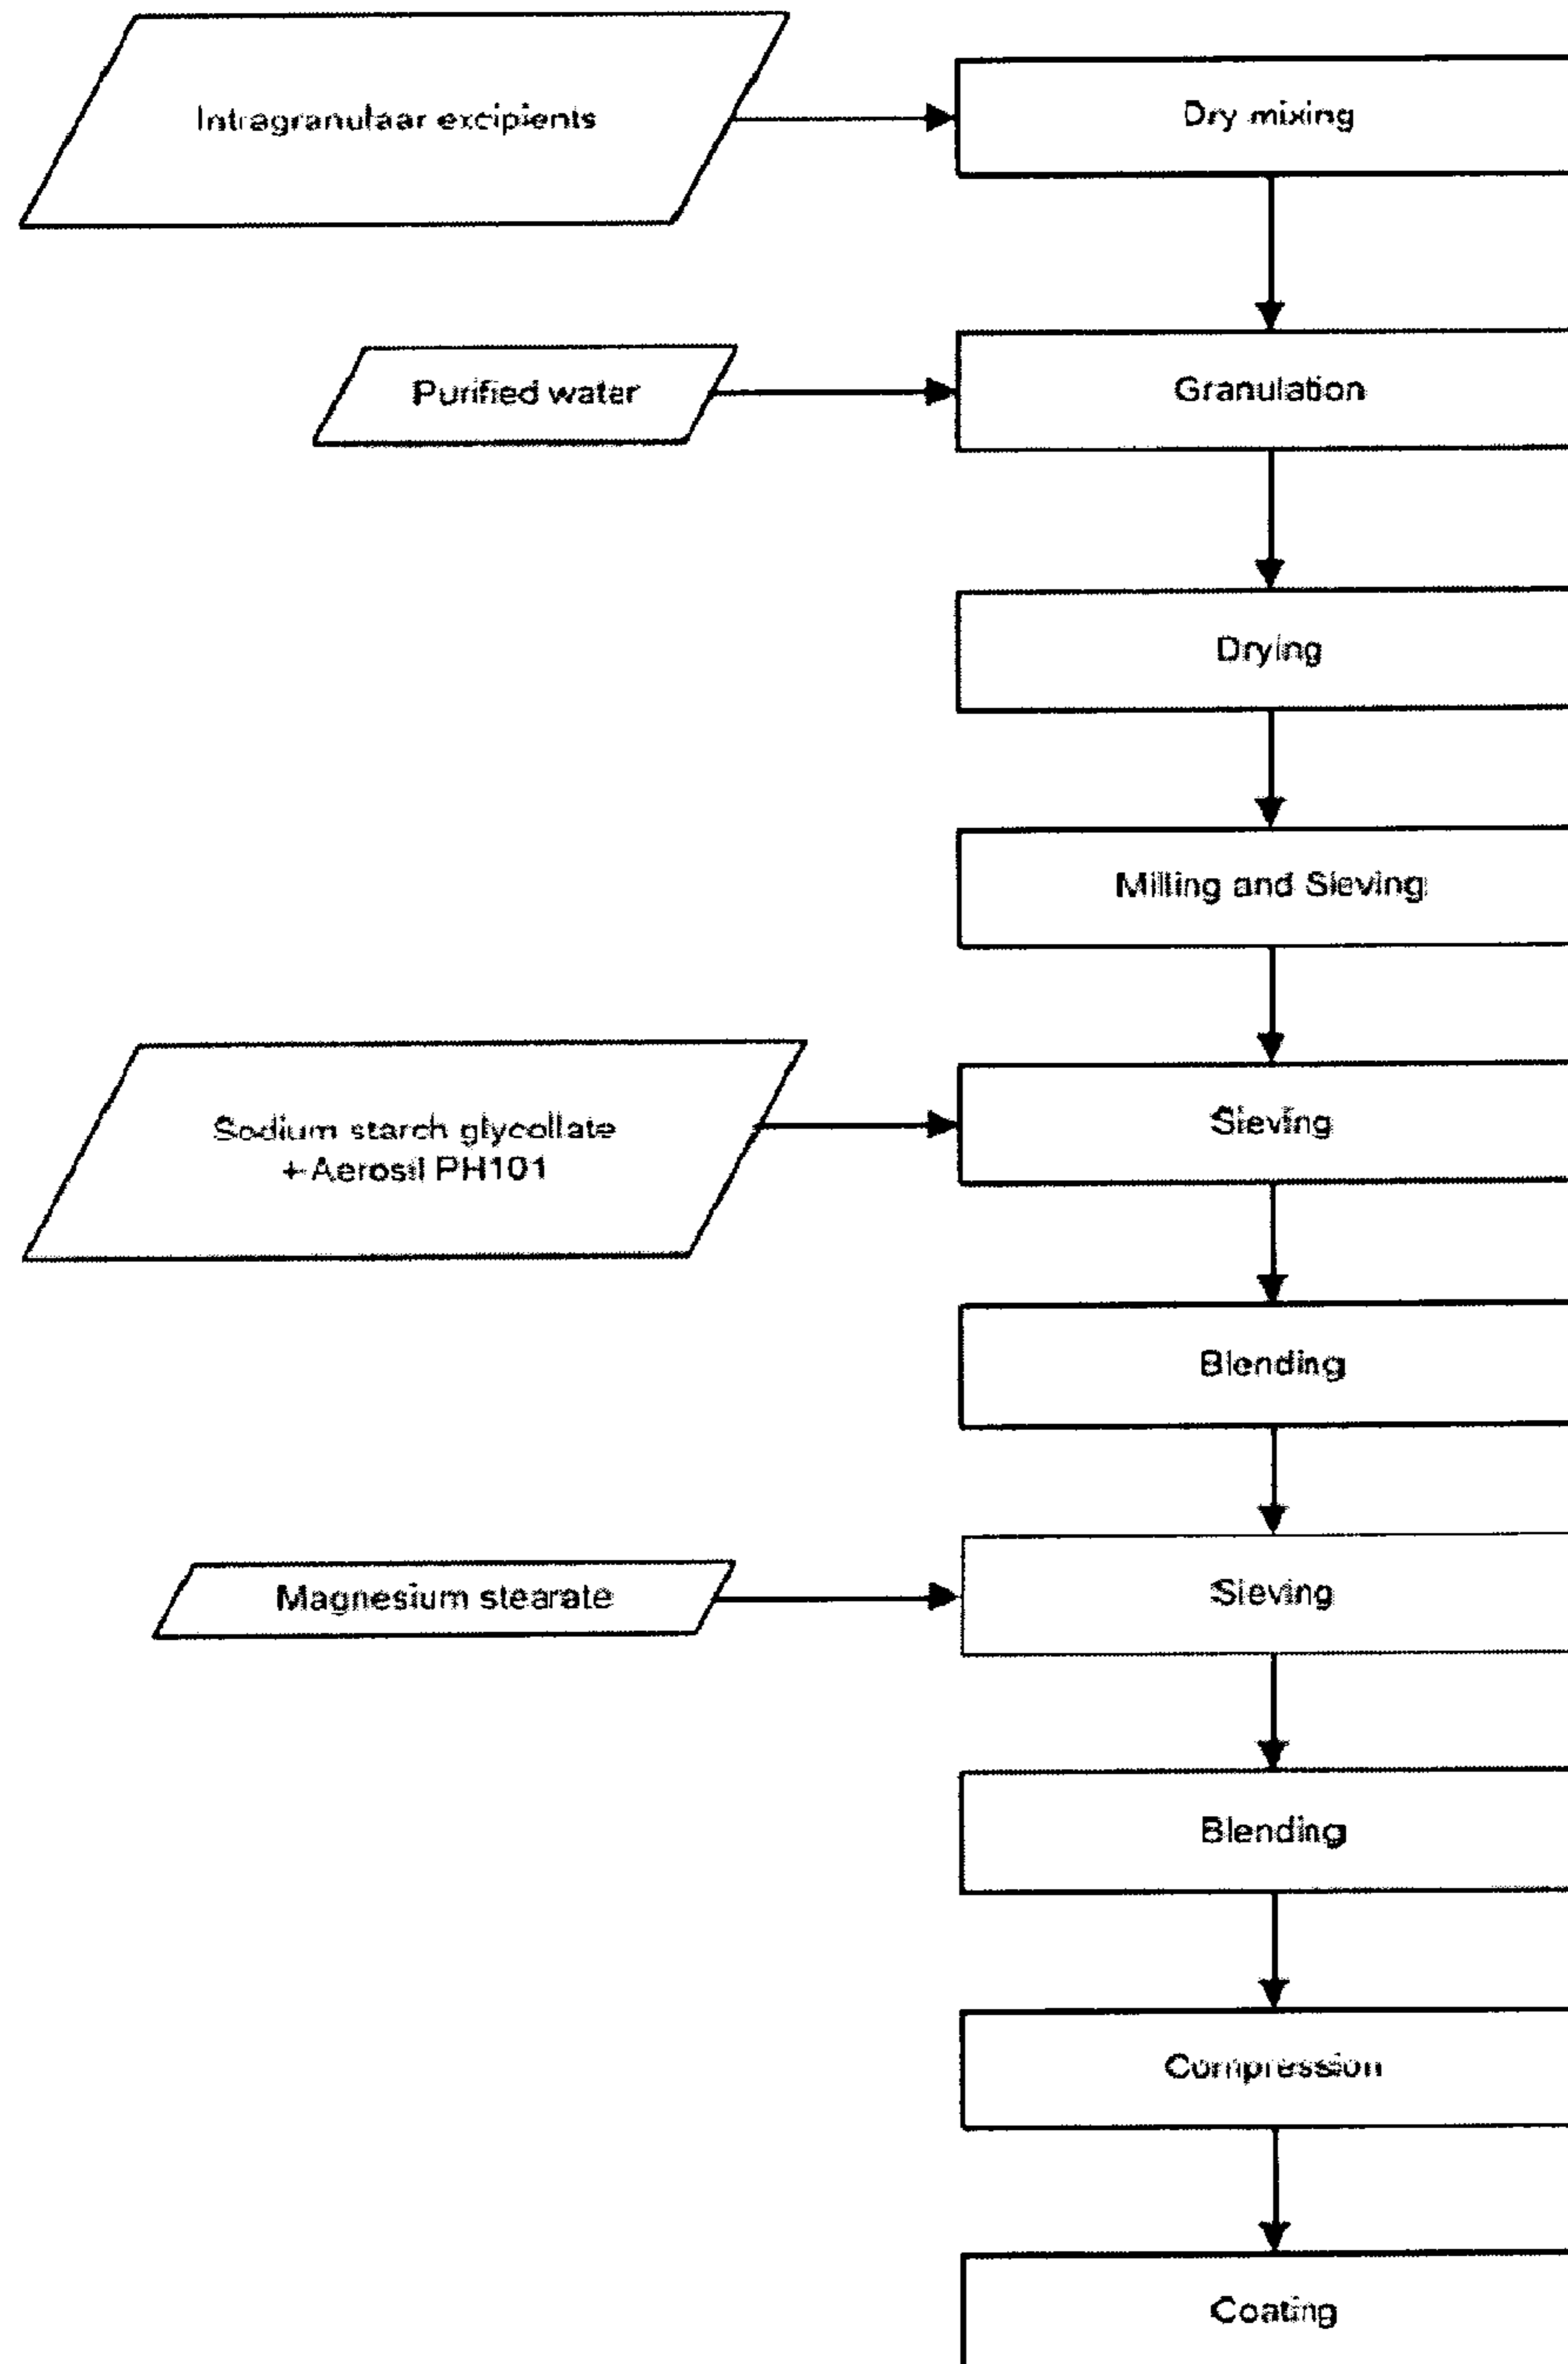 Intragranulaar excipients
Dry mixing
Purified water
Granulation
Drying
Milling and Sieving
Sodium starch glycollate
+ Aerosil PH101
Sieving
Blending
Magnesium stearate
Sieving
Blending
Compression
Coating